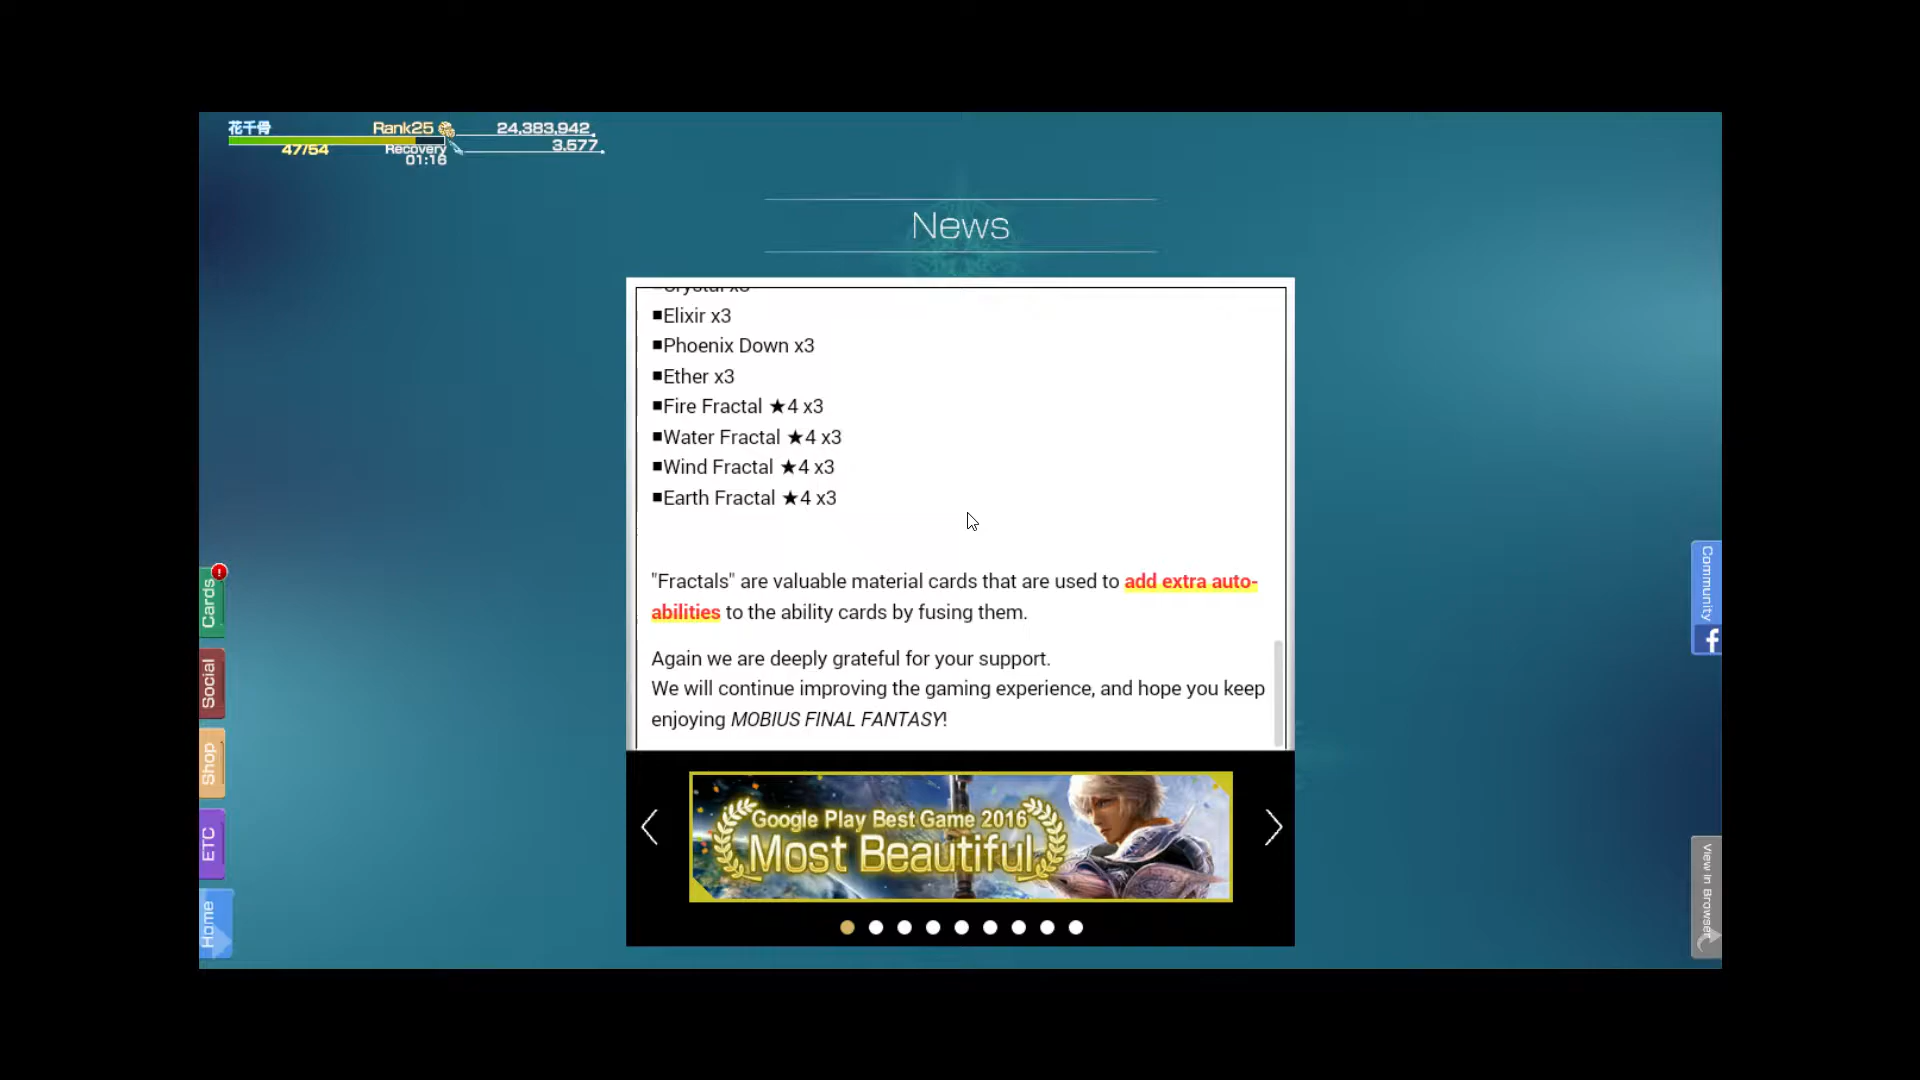 花千骨 Rank25 24,383,942
47/54 Recovery 3,577
01:16
News
Crystal x3
■Elixir x3
■Phoenix Down x3
■Ether x3
■Fire Fractal ★4 x3
■Water Fractal ★4 x3
■Wind Fractal ★4 x3
■Earth Fractal ★4 x3
"Fractals" are valuable material cards that are used to add extra auto-
abilities to the ability cards by fusing them.
Again we are deeply grateful for your support.
We will continue improving the gaming experience, and hope you keep
enjoying MOBIUS FINAL FANTASY!
Google Play Best Game 2016
Most Beautiful
Cards
!
Social
Shop
ETC
Home
Community
f
View in Browser